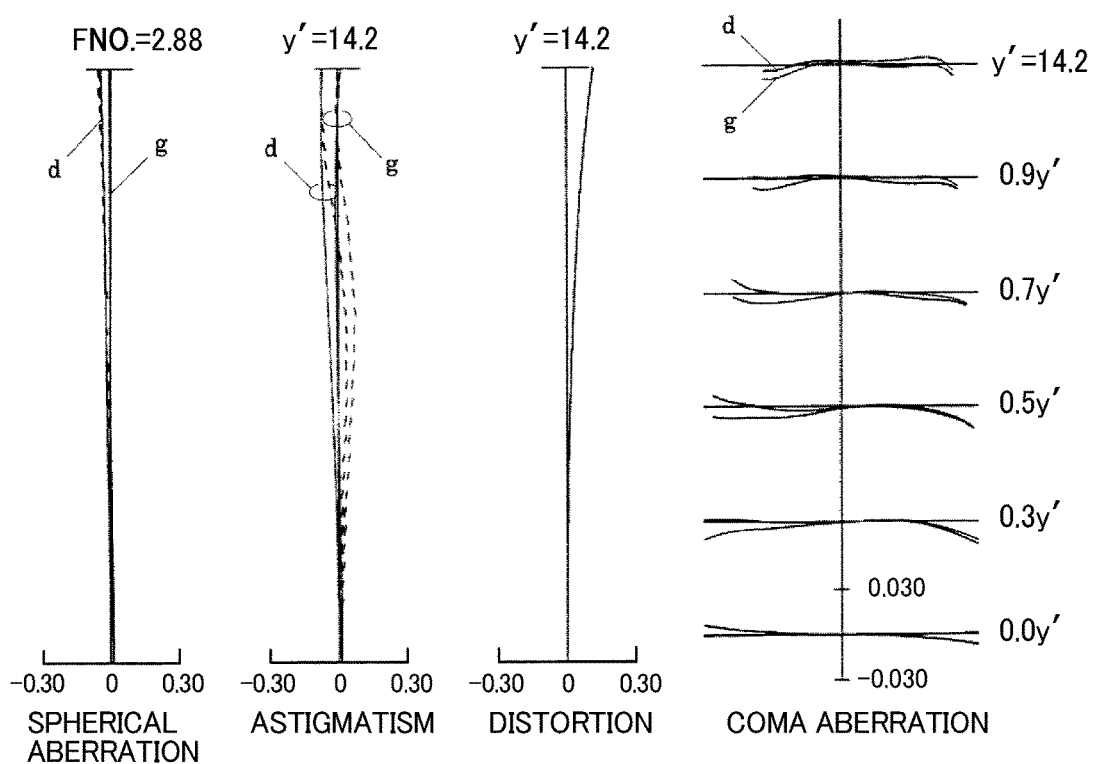 FNO.=2.88
d
g
-0.30 0 0.30
SPHERICAL
ABERRATION
y′=14.2
d
g
-0.30 0 0.30
ASTIGMATISM
y′=14.2
-0.30 0 0.30
DISTORTION
d
g
y′=14.2
0.9y′
0.7y′
0.5y′
0.3y′
0.030
0.0y′
-0.030
COMA ABERRATION